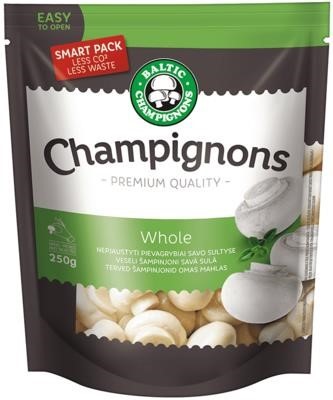 EASY
TO OPEN
SMART PACK
LESS CO²
LESS WASTE
BALTIC
CHAMPIGNONS
Champignons
- PREMIUM QUALITY -
Whole
NEPJAUSTYTI PIEVAGRYBIAI SAVO SULTYSE
VESELI ŠAMPINJONI SAVĀ SULĀ
TERVED ŠAMPINJONID OMAS MAHLAS
250g